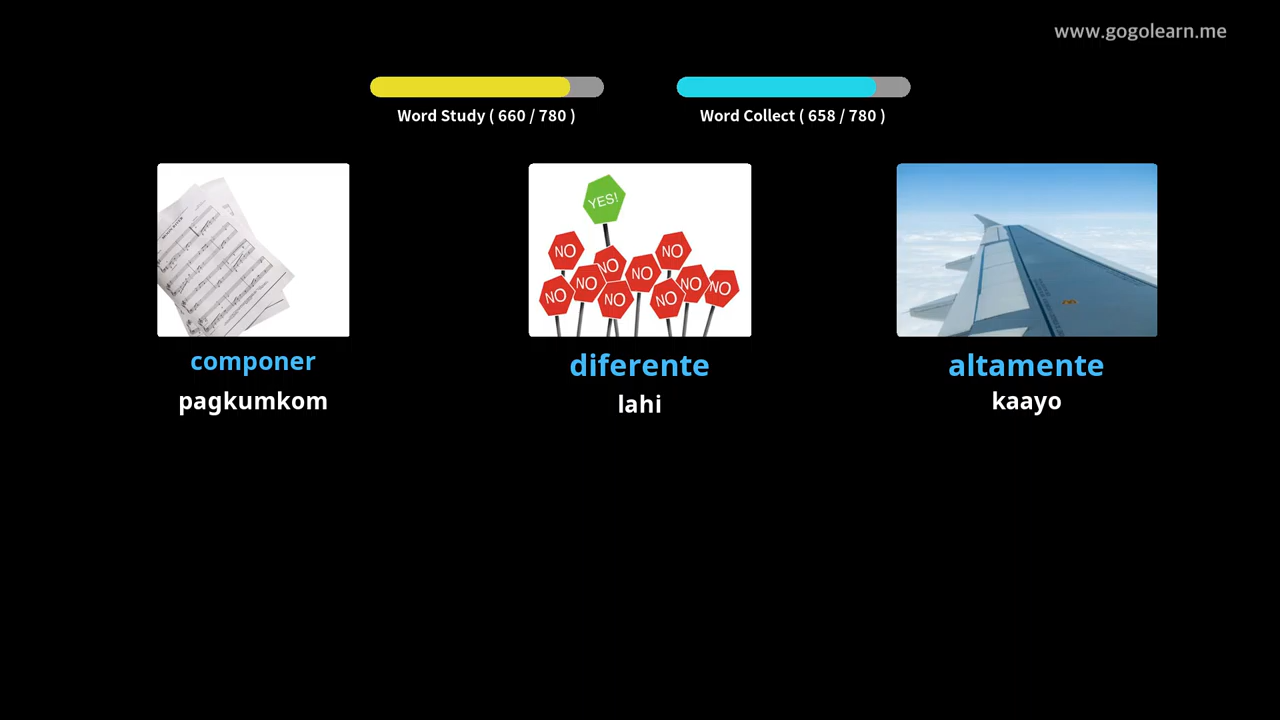 www.gogolearn.me
Word Study ( 660 / 780 )
Word Collect ( 658 / 780 )
YES!
NO
NO
NO
NO
NO
NO
NO
NO
NO
NO
componer
diferente
altamente
pagkumkom
lahi
kaayo